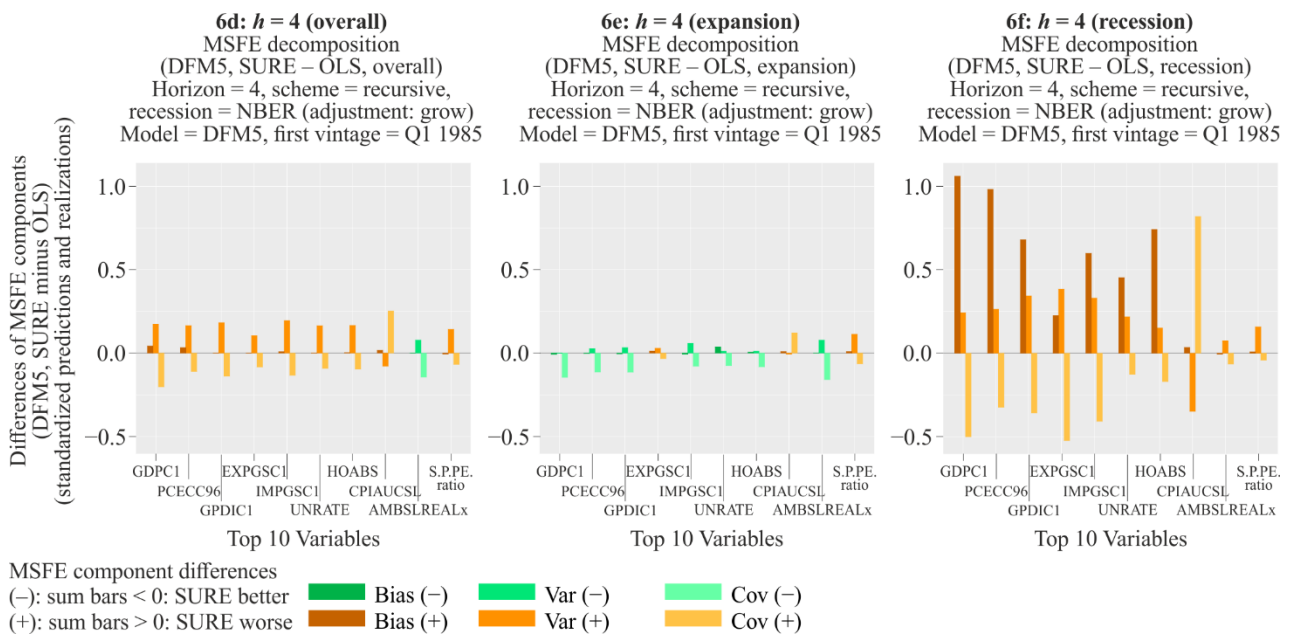 6d: h = 4 (overall)
MSFE decomposition
(DFM5, SURE – OLS, overall)
Horizon = 4, scheme = recursive,
recession = NBER (adjustment: grow)
Model = DFM5, first vintage = Q1 1985
6e: h = 4 (expansion)
MSFE decomposition
(DFM5, SURE – OLS, expansion)
Horizon = 4, scheme = recursive,
recession = NBER (adjustment: grow)
Model = DFM5, first vintage = Q1 1985
6f: h = 4 (recession)
MSFE decomposition
(DFM5, SURE – OLS, recession)
Horizon = 4, scheme = recursive,
recession = NBER (adjustment: grow)
Model = DFM5, first vintage = Q1 1985
Differences of MSFE components
(DFM5, SURE minus OLS)
(standardized predictions and realizations)
1.0
0.5
0.0
−0.5
GDPC1
PCECC96
GPDIC1
EXPGSC1
IMPGSC1
UNRATE
HOABS
CPIAUCSL
AMBSLREALx
S.P.PE.
ratio
Top 10 Variables
1.0
0.5
0.0
−0.5
GDPC1
PCECC96
GPDIC1
EXPGSC1
IMPGSC1
UNRATE
HOABS
CPIAUCSL
AMBSLREALx
S.P.PE.
ratio
Top 10 Variables
1.0
0.5
0.0
−0.5
GDPC1
PCECC96
GPDIC1
EXPGSC1
IMPGSC1
UNRATE
HOABS
CPIAUCSL
AMBSLREALx
S.P.PE.
ratio
Top 10 Variables
MSFE component differences
(–): sum bars < 0: SURE better
(+): sum bars > 0: SURE worse
Bias (–)
Var (–)
Cov (–)
Bias (+)
Var (+)
Cov (+)